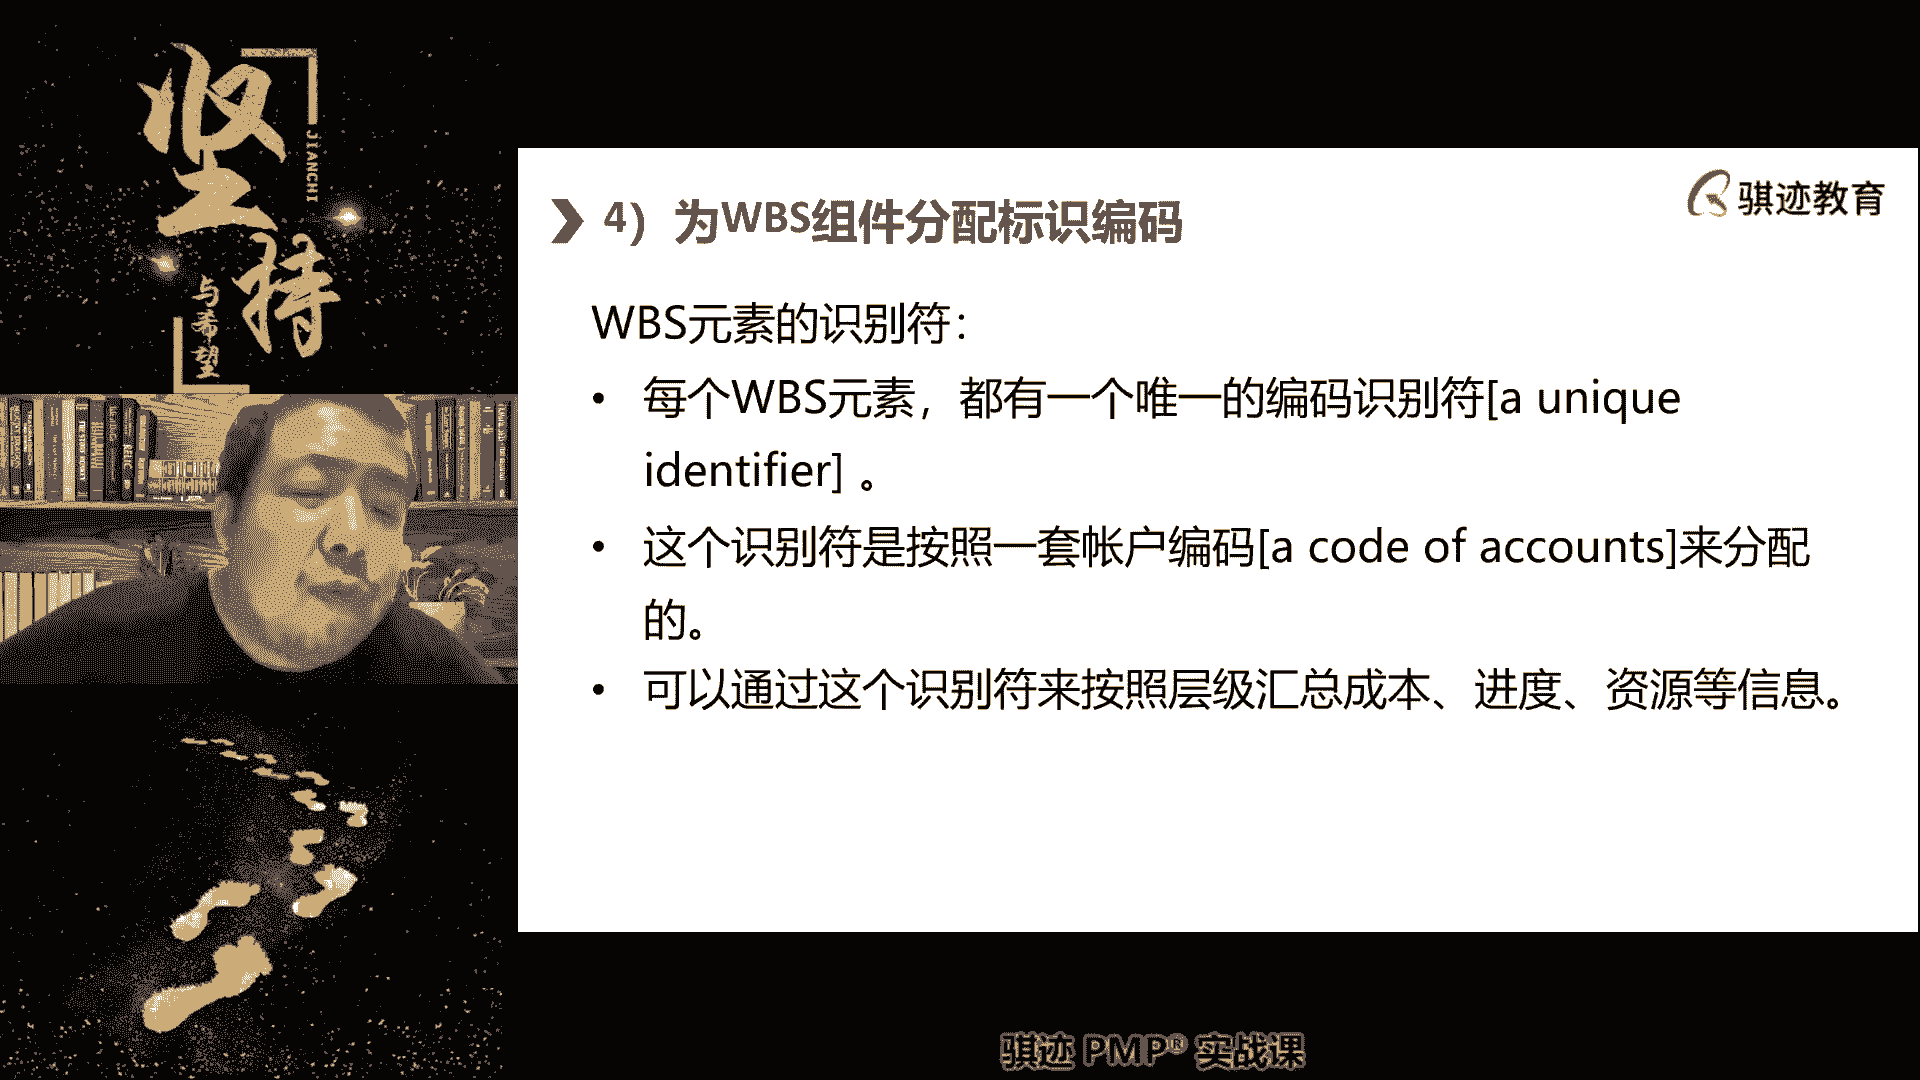 坚持
JIANCHI
与希望
骐迹教育
4）为WBS组件分配标识编码
WBS元素的识别符：
• 每个WBS元素，都有一个唯一的编码识别符[a unique
identifier] 。
• 这个识别符是按照一套帐户编码[a code of accounts]来分配
的。
• 可以通过这个识别符来按照层级汇总成本、进度、资源等信息。
骐迹 PMP® 实战课